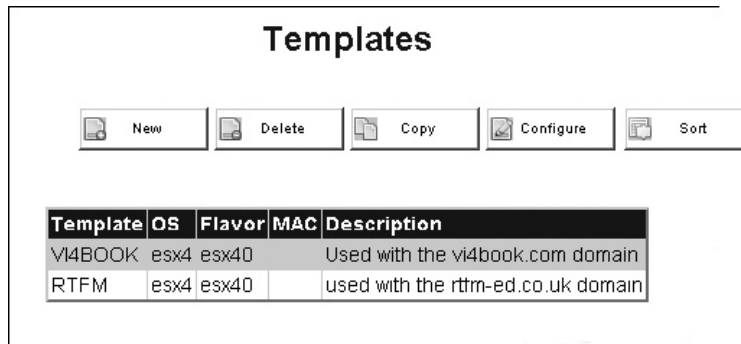 Templates
New Delete Copy Configure Sort
Template OS Flavor MAC Description
VI4BOOK esx4 esx40 Used with the vi4book.com domain
RTFM esx4 esx40 used with the rtfm-ed.co.uk domain